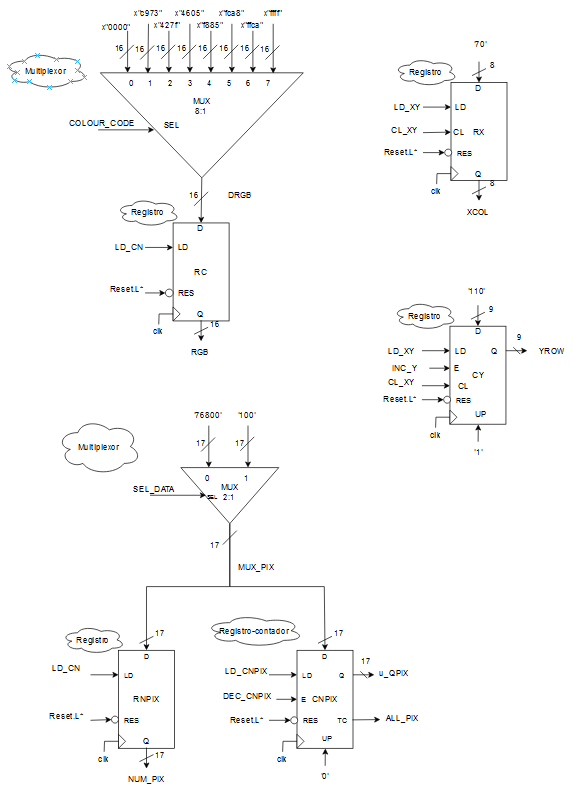 x"c973" x"4605" x"fca8" x"ffff"
x"0000" x"427f" x"f885" x"ffca"
16 16 16 16 16 16 16 16
Multiplexor
0 1 2 3 4 5 6 7
MUX
8:1
COLOUR_CODE
SEL
16
DRGB
Registro
D
LD_CN
LD
RC
Reset.L*
RES
clk
Q
16
RGB
'70'
8
Registro
D
LD_XY
LD
CL_XY
CL
RX
Reset.L*
RES
clk
Q
8
XCOL
'110'
9
Registro
D
LD_XY
LD
Q
9
YROW
INC_Y
E
CY
CL_XY
CL
Reset.L*
RES
clk
UP
'1'
Multiplexor
'76800' '100'
17 17
0 1
MUX
SEL_DATA
SEL
2:1
17
MUX_PIX
17
Registro
D
LD_CN
LD
RNPIX
Reset.L*
RES
clk
Q
17
NUM_PIX
17
Registro-contador
D
LD_CNPIX
LD
Q
17
u_QPIX
DEC_CNPIX
E
CNPIX
Reset.L*
RES
TC
ALL_PIX
clk
UP
'0'